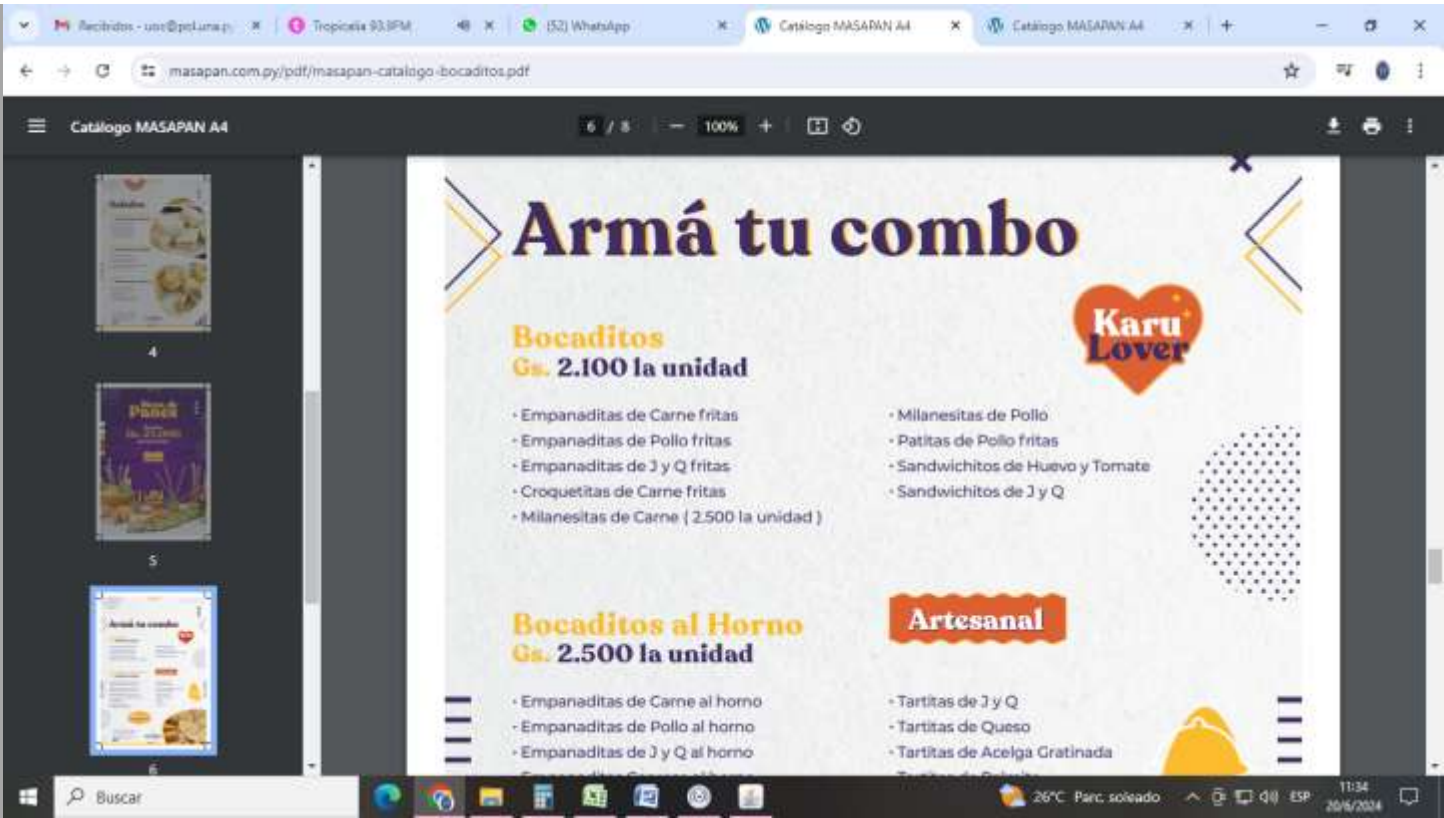 Recibidos - uoc@pol.una.py
Tropicalia 93.9FM
(52) WhatsApp
Catálogo MASAPAN A4
Catálogo MASAPAN A4
masapan.com.py/pdf/masapan-catalogo-bocaditos.pdf
Catálogo MASAPAN A4
6 / 8
100%
4
Panes
5
Armá tu combo
6
Armá tu combo
Karu
Lover
Bocaditos
Gs. 2.100 la unidad
• Empanaditas de Carne fritas
• Empanaditas de Pollo fritas
• Empanaditas de J y Q fritas
• Croquetitas de Carne fritas
• Milanesitas de Carne ( 2.500 la unidad )
• Milanesitas de Pollo
• Patitas de Pollo fritas
• Sandwichitos de Huevo y Tomate
• Sandwichitos de J y Q
Bocaditos al Horno
Gs. 2.500 la unidad
Artesanal
• Empanaditas de Carne al horno
• Empanaditas de Pollo al horno
• Empanaditas de J y Q al horno
• Tartitas de J y Q
• Tartitas de Queso
• Tartitas de Acelga Gratinada
Buscar
26°C Parc. soleado
ESP
11:34
20/6/2024